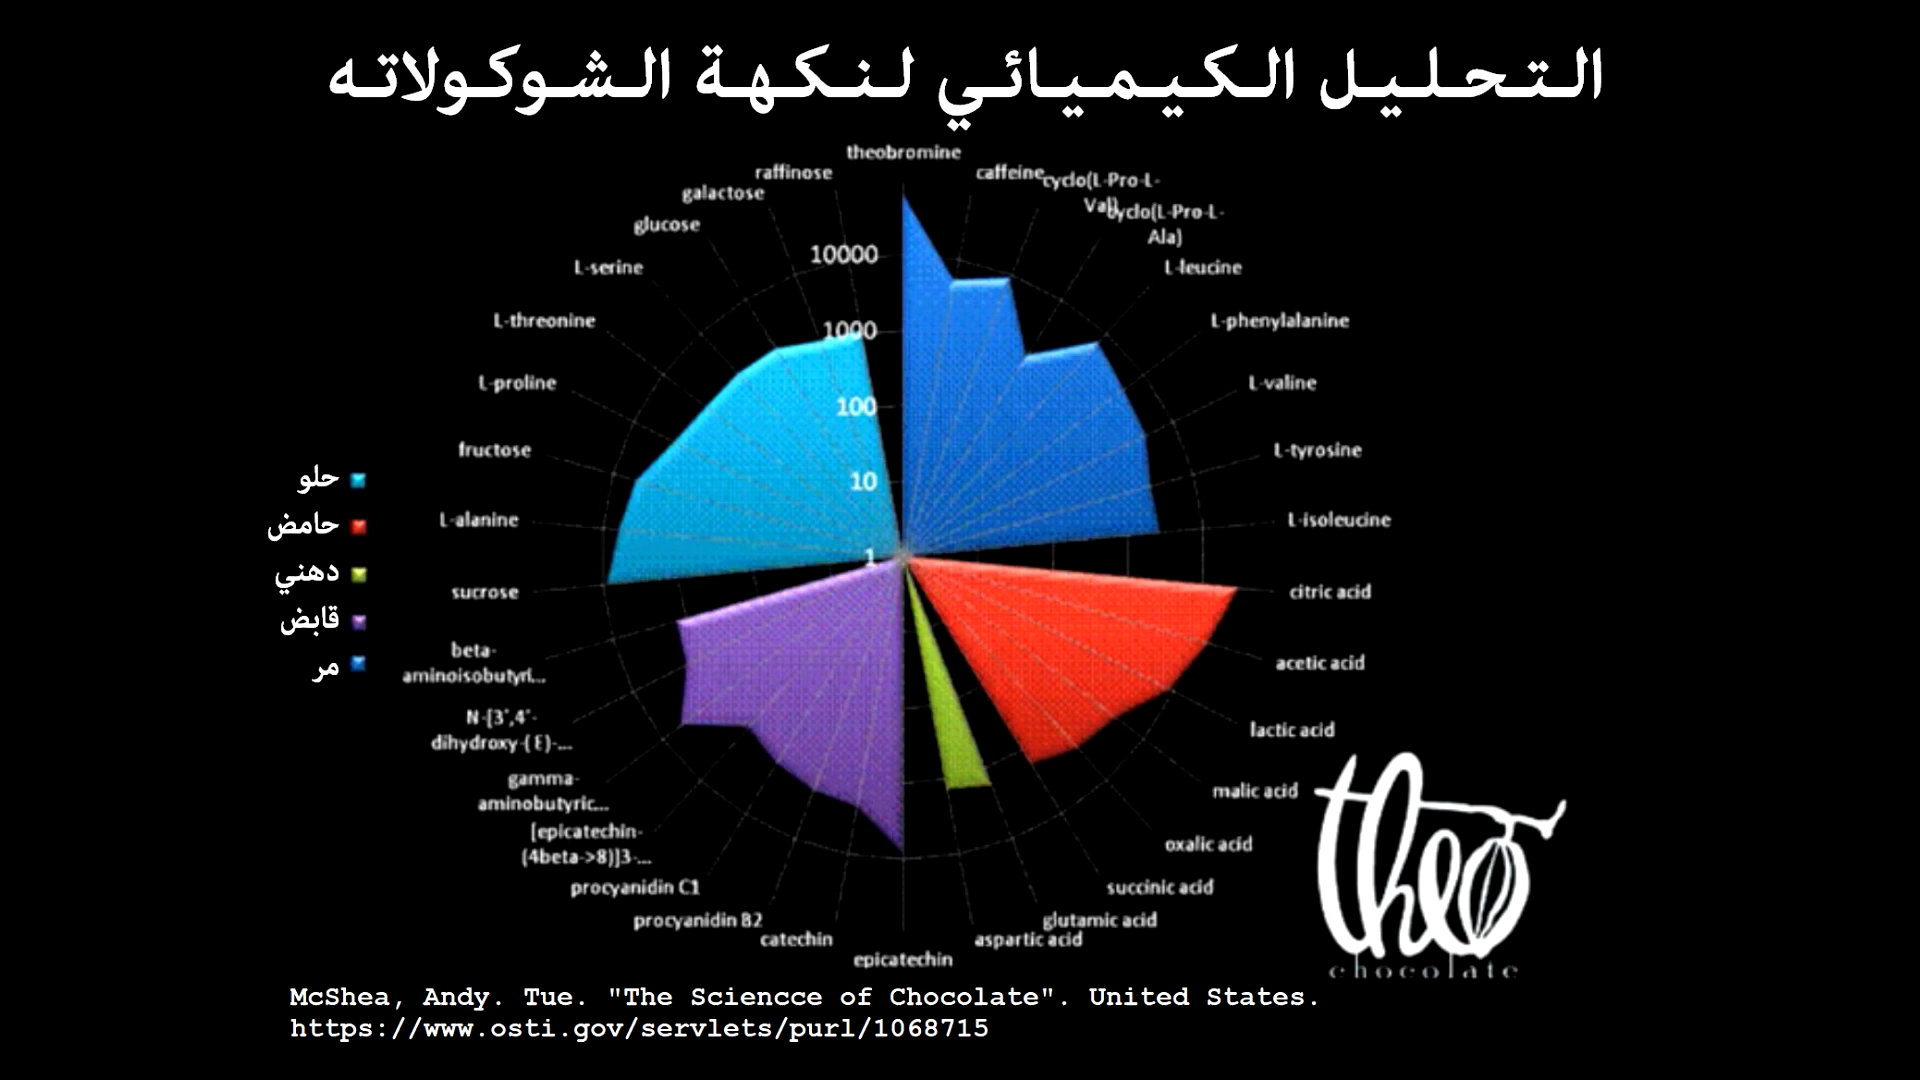 التحليل الكيميائي لنكهة الشوكولاته
theobromine
caffeine
cyclo(L-Pro-L-
Val)
cyclo(L-Pro-L-
Ala)
L-leucine
L-phenylalanine
L-valine
L-tyrosine
L-isoleucine
citric acid
acetic acid
lactic acid
malic acid
oxalic acid
succinic acid
glutamic acid
aspartic acid
epicatechin
catechin
procyanidin B2
procyanidin C1
[epicatechin-
(4beta->8)]3-...
gamma-
aminobutyric...
N-[3',4'-
dihydroxy-(E)-...
beta-
aminoisobutyri...
sucrose
L-alanine
fructose
L-proline
L-threonine
L-serine
glucose
galactose
raffinose
10000
1000
100
10
1
حلو
حامض
دهني
قابض
مر
theo
chocolate
McShea, Andy. Tue. "The Sciencce of Chocolate". United States.
https://www.osti.gov/servlets/purl/1068715